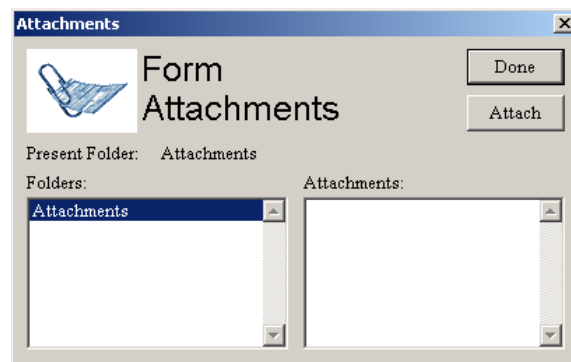 Attachments
Form
Attachments
Done
Attach
Present Folder: Attachments
Folders:
Attachments:
Attachments